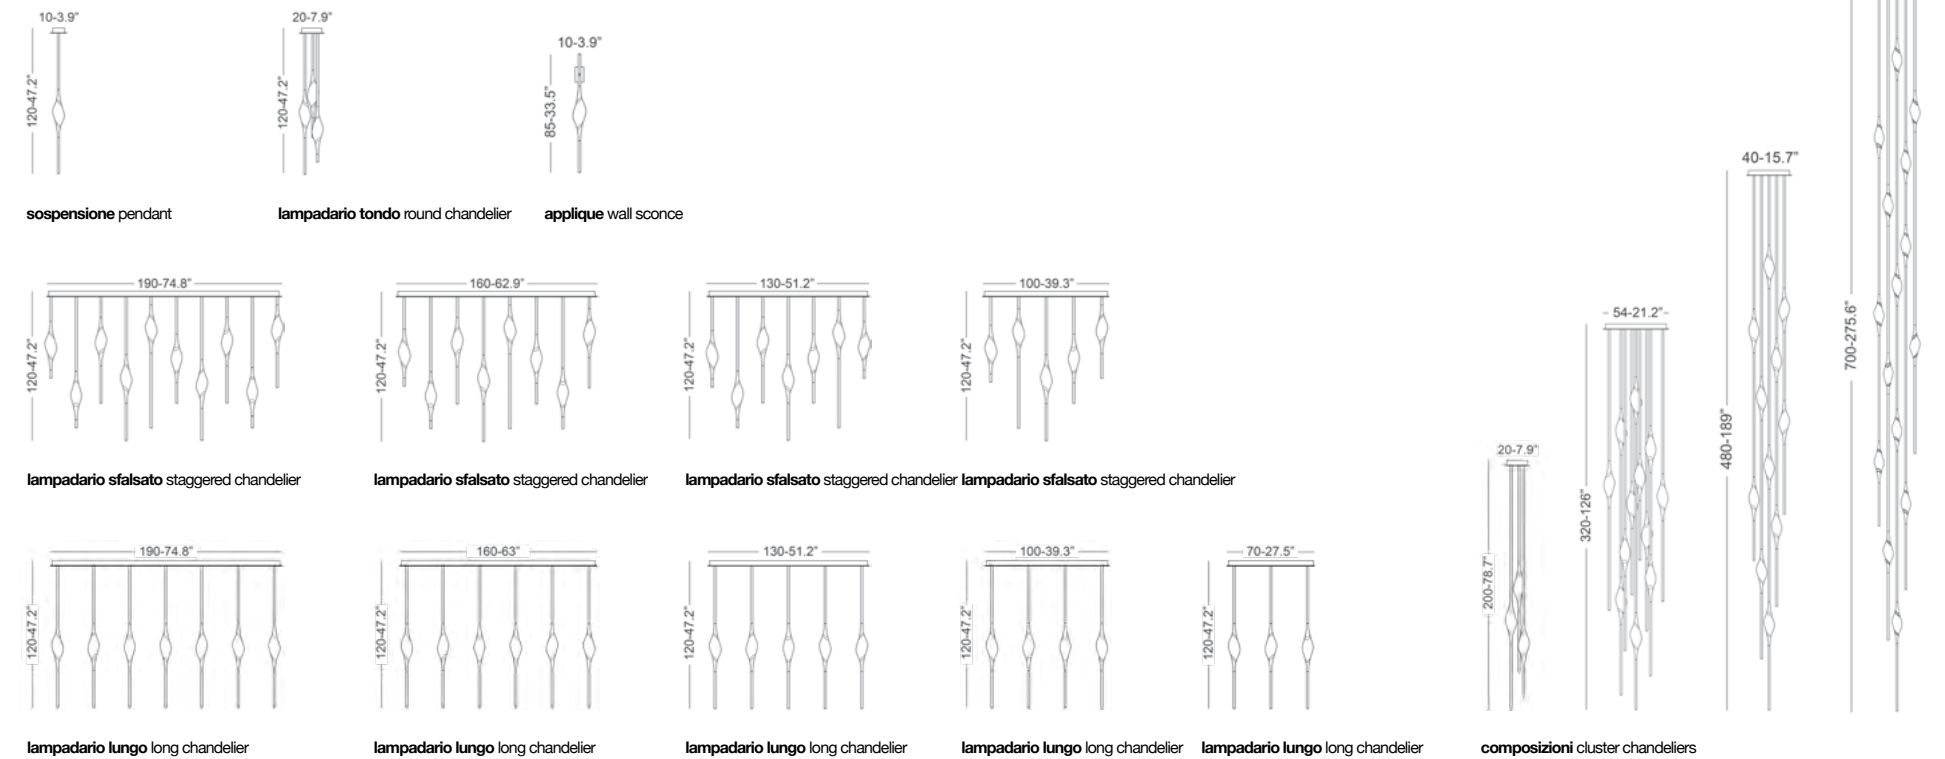 10-3.9”
120-47.2”
sospensione pendant
20-7.9”
120-47.2”
lampadario tondo round chandelier
10-3.9”
85-33.5”
applique wall sconce
190-74.8”
120-47.2”
lampadario sfalsato staggered chandelier
160-62.9”
120-47.2”
lampadario sfalsato staggered chandelier
130-51.2”
120-47.2”
lampadario sfalsato staggered chandelier
100-39.3”
120-47.2”
lampadario sfalsato staggered chandelier
190-74.8”
120-47.2”
lampadario lungo long chandelier
160-63”
120-47.2”
lampadario lungo long chandelier
130-51.2”
120-47.2”
lampadario lungo long chandelier
100-39.3”
120-47.2”
lampadario lungo long chandelier
70-27.5”
120-47.2”
lampadario lungo long chandelier
20-7.9”
200-78.7”
54-21.2”
320-126”
40-15.7”
480-189”
700-275.6”
composizioni cluster chandeliers